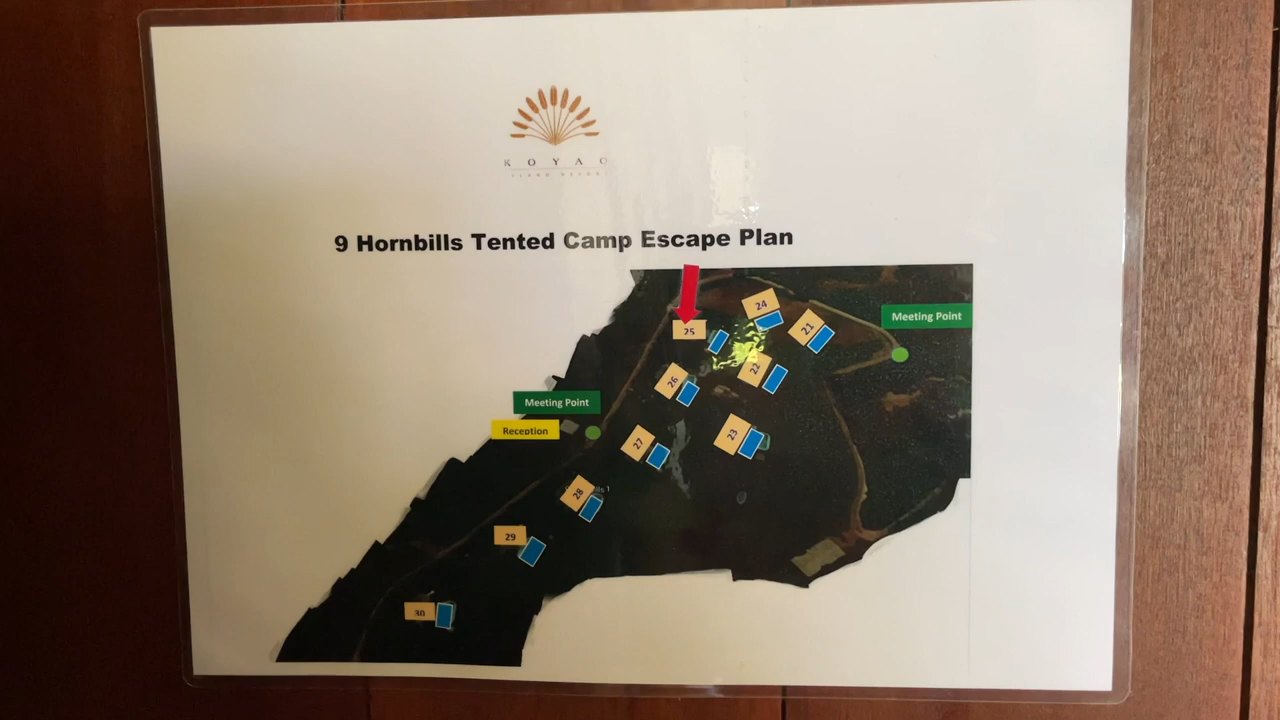 KOYAO
9 Hornbills Tented Camp Escape Plan
24
Meeting Point
25
21
22
26
Meeting Point
Reception
23
27
28
29
30